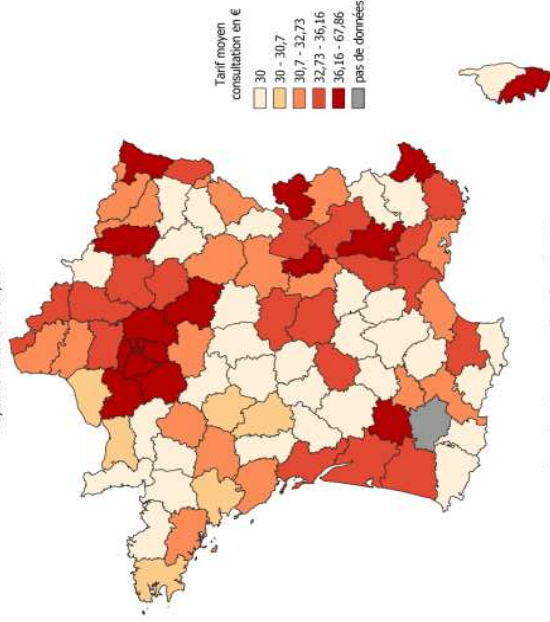 Tarif moyen
consultation en €
30
30 - 30,7
30,7 - 32,73
32,73 - 36,16
36,16 - 67,86
pas de données